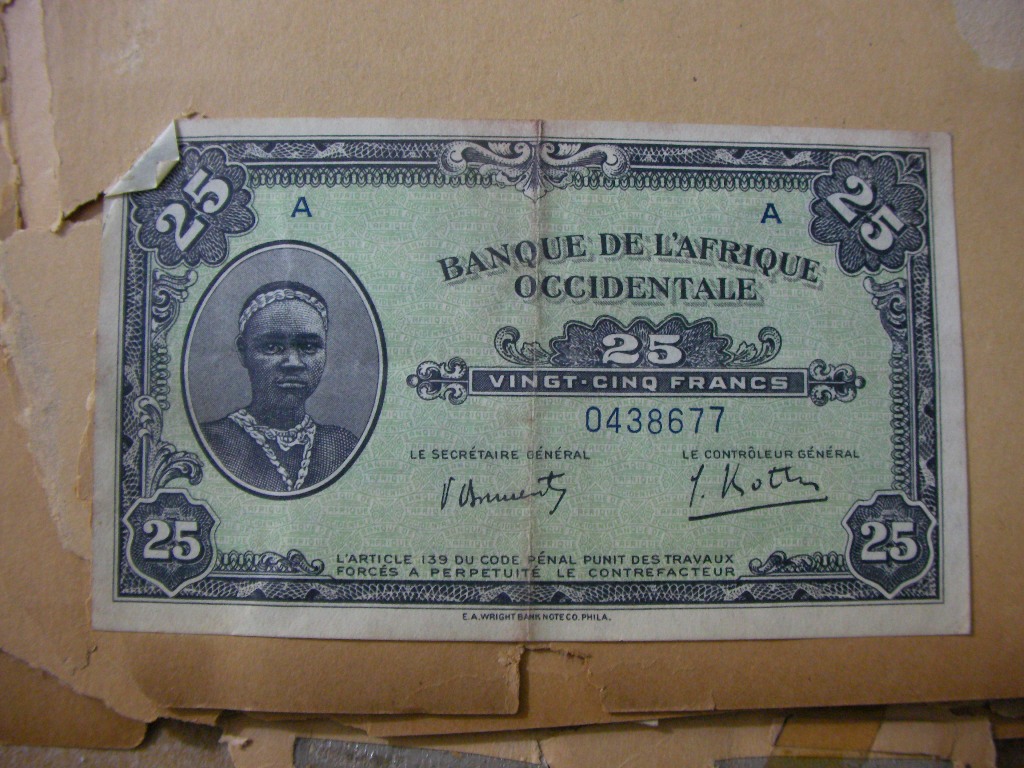 25
25
A
A
BANQUE DE L'AFRIQUE
OCCIDENTALE
25
VINGT-CINQ FRANCS
0438677
LE SECRÉTAIRE GÉNÉRAL
LE CONTRÔLEUR GÉNÉRAL
25
25
L'ARTICLE 139 DU CODE PÉNAL PUNIT DES TRAVAUX
FORCÉS A PERPETUITÉ LE CONTREFACTEUR
E.A. WRIGHT BANK NOTE CO. PHILA.